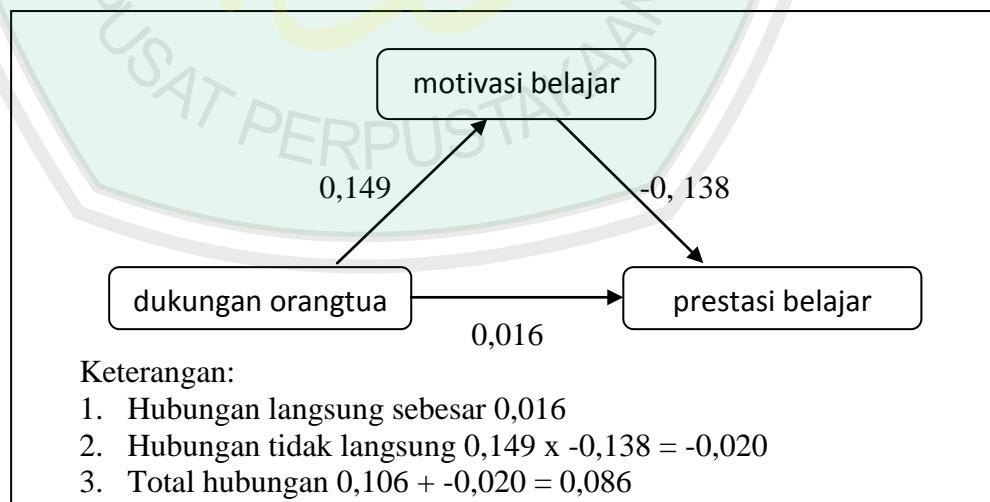 PUSAT PERPUSTAKAAN
motivasi belajar
0,149
-0, 138
dukungan orangtua
prestasi belajar
0,016
Keterangan:
1. Hubungan langsung sebesar 0,016
2. Hubungan tidak langsung 0,149 x -0,138 = -0,020
3. Total hubungan 0,106 + -0,020 = 0,086